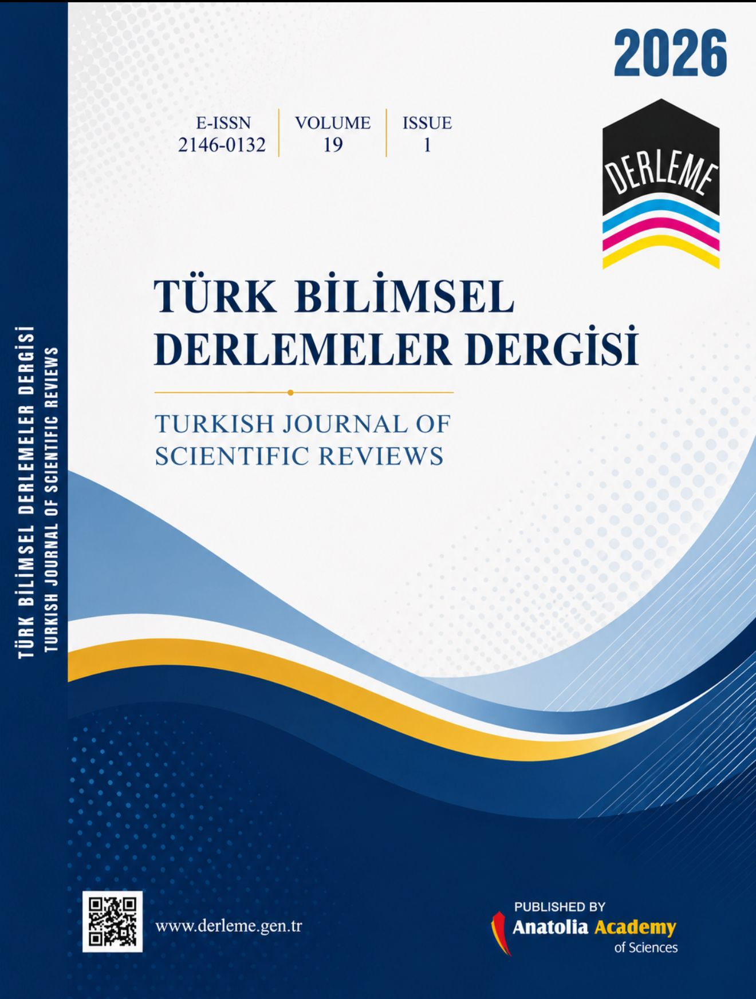 2026
E-ISSN
2146-0132
VOLUME
19
ISSUE
1
DERLEME
TÜRK BİLİMSEL
DERLEMELER DERGİSİ
TURKISH JOURNAL OF
SCIENTIFIC REVIEWS
TÜRK BİLİMSEL DERLEMELER DERGİSİ
TURKISH JOURNAL OF SCIENTIFIC REVIEWS
www.derleme.gen.tr
PUBLISHED BY
Anatolia Academy
of Sciences